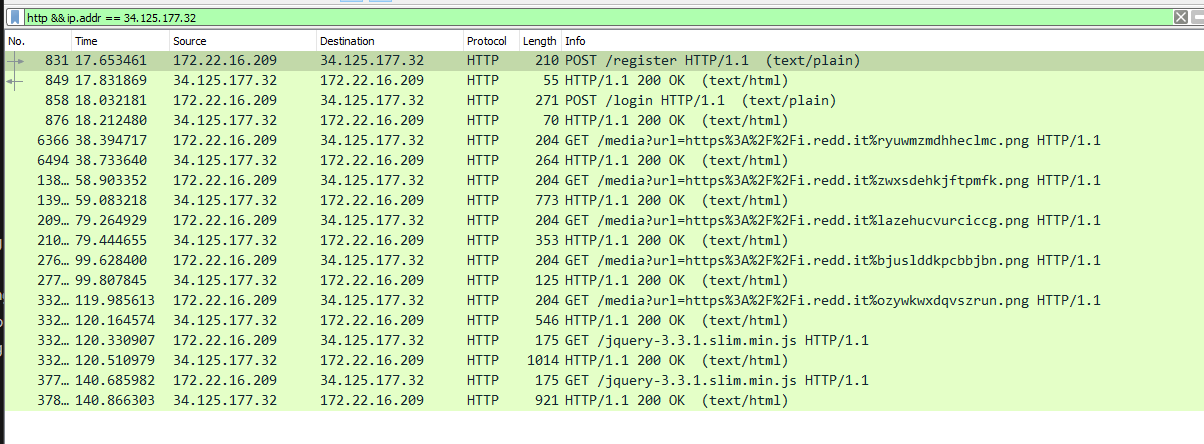 http && ip.addr == 34.125.177.32
No. Time Source Destination Protocol Length Info
831 17.653461 172.22.16.209 34.125.177.32 HTTP 210 POST /register HTTP/1.1 (text/plain)
849 17.831869 34.125.177.32 172.22.16.209 HTTP 55 HTTP/1.1 200 OK (text/html)
858 18.032181 172.22.16.209 34.125.177.32 HTTP 271 POST /login HTTP/1.1 (text/plain)
876 18.212480 34.125.177.32 172.22.16.209 HTTP 70 HTTP/1.1 200 OK (text/html)
6366 38.394717 172.22.16.209 34.125.177.32 HTTP 204 GET /media?url=https%3A%2F%2Fi.redd.it%ryuwmzmdhheclmc.png HTTP/1.1
6494 38.733640 34.125.177.32 172.22.16.209 HTTP 264 HTTP/1.1 200 OK (text/html)
138… 58.903352 172.22.16.209 34.125.177.32 HTTP 204 GET /media?url=https%3A%2F%2Fi.redd.it%zwxsdehkjftpmfk.png HTTP/1.1
139… 59.083218 34.125.177.32 172.22.16.209 HTTP 773 HTTP/1.1 200 OK (text/html)
209… 79.264929 172.22.16.209 34.125.177.32 HTTP 204 GET /media?url=https%3A%2F%2Fi.redd.it%lazehucvurciccg.png HTTP/1.1
210… 79.444655 34.125.177.32 172.22.16.209 HTTP 353 HTTP/1.1 200 OK (text/html)
276… 99.628400 172.22.16.209 34.125.177.32 HTTP 204 GET /media?url=https%3A%2F%2Fi.redd.it%bjuslddkpcbbjbn.png HTTP/1.1
277… 99.807845 34.125.177.32 172.22.16.209 HTTP 125 HTTP/1.1 200 OK (text/html)
332… 119.985613 172.22.16.209 34.125.177.32 HTTP 204 GET /media?url=https%3A%2F%2Fi.redd.it%ozywkwxdqvszrun.png HTTP/1.1
332… 120.164574 34.125.177.32 172.22.16.209 HTTP 546 HTTP/1.1 200 OK (text/html)
332… 120.330907 172.22.16.209 34.125.177.32 HTTP 175 GET /jquery-3.3.1.slim.min.js HTTP/1.1
332… 120.510979 34.125.177.32 172.22.16.209 HTTP 1014 HTTP/1.1 200 OK (text/html)
377… 140.685982 172.22.16.209 34.125.177.32 HTTP 175 GET /jquery-3.3.1.slim.min.js HTTP/1.1
378… 140.866303 34.125.177.32 172.22.16.209 HTTP 921 HTTP/1.1 200 OK (text/html)